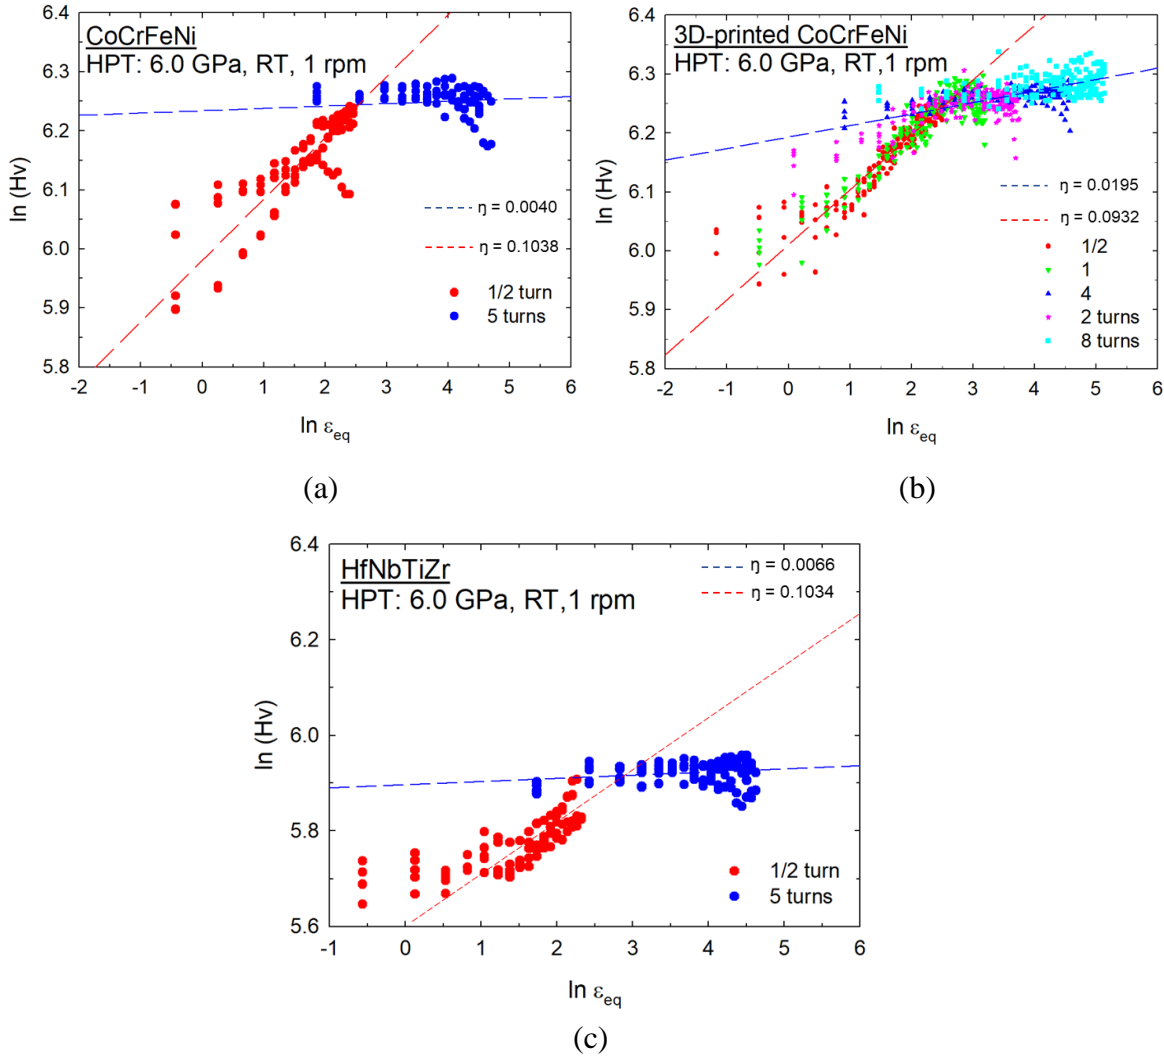 CoCrFeNi
HPT: 6.0 GPa, RT, 1 rpm
6.4
6.3
6.2
6.1
6.0
5.9
5.8
ln (Hv)
ŋ = 0.0040
ŋ = 0.1038
1/2 turn
5 turns
-2 -1 0 1 2 3 4 5 6
ln εeq
(a)
3D-printed CoCrFeNi
HPT: 6.0 GPa, RT,1 rpm
6.4
6.3
6.2
6.1
6.0
5.9
5.8
ln (Hv)
ŋ = 0.0195
ŋ = 0.0932
1/2
1
4
2 turns
8 turns
-2 -1 0 1 2 3 4 5 6
ln εeq
(b)
HfNbTiZr
HPT: 6.0 GPa, RT,1 rpm
ŋ = 0.0066
ŋ = 0.1034
6.4
6.2
6.0
5.8
5.6
ln (Hv)
1/2 turn
5 turns
-1 0 1 2 3 4 5 6
ln εeq
(c)